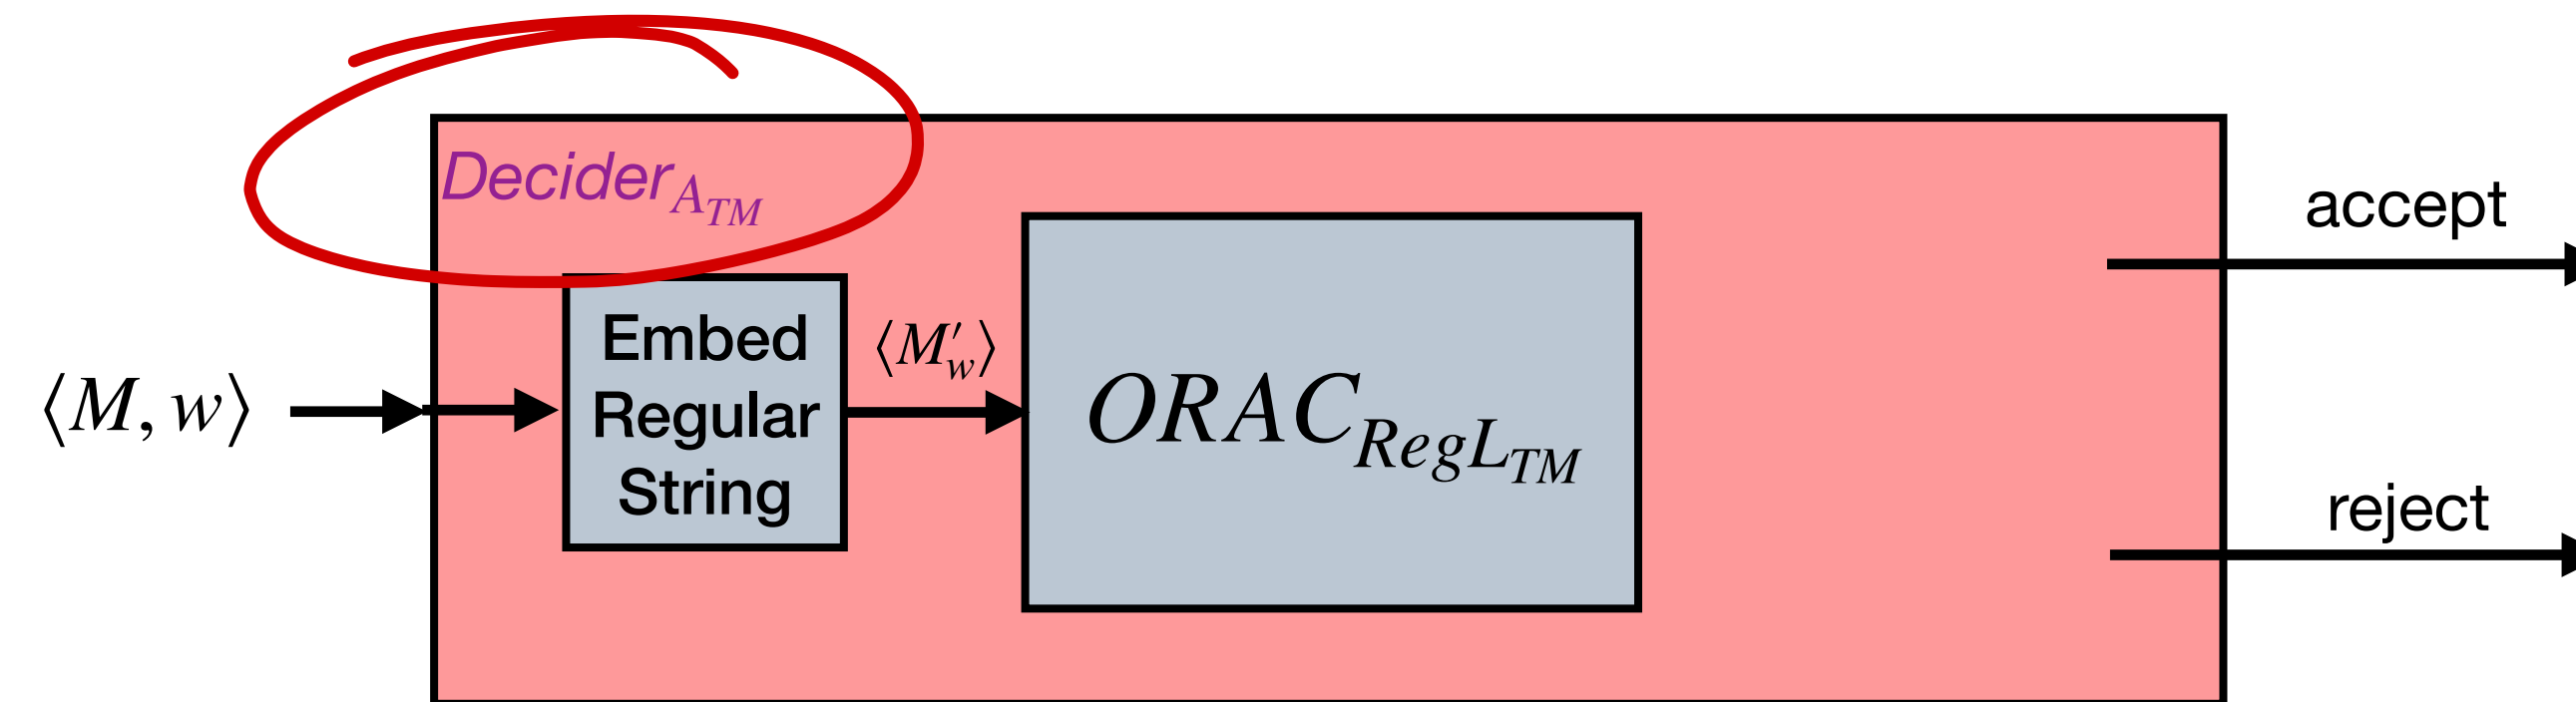 Decider_{A_{TM}}
accept
⟨M, w⟩
Embed
Regular
String
⟨M′_w⟩
ORAC_{RegL_{TM}}
reject